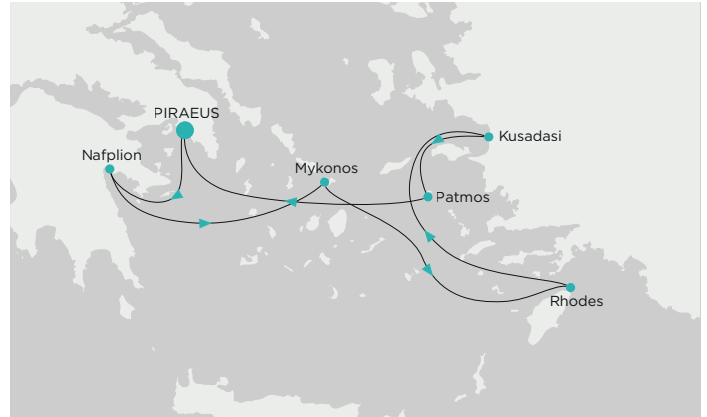 PIRAEUS
Kusadasi
Nafplion
Mykonos
Patmos
Rhodes